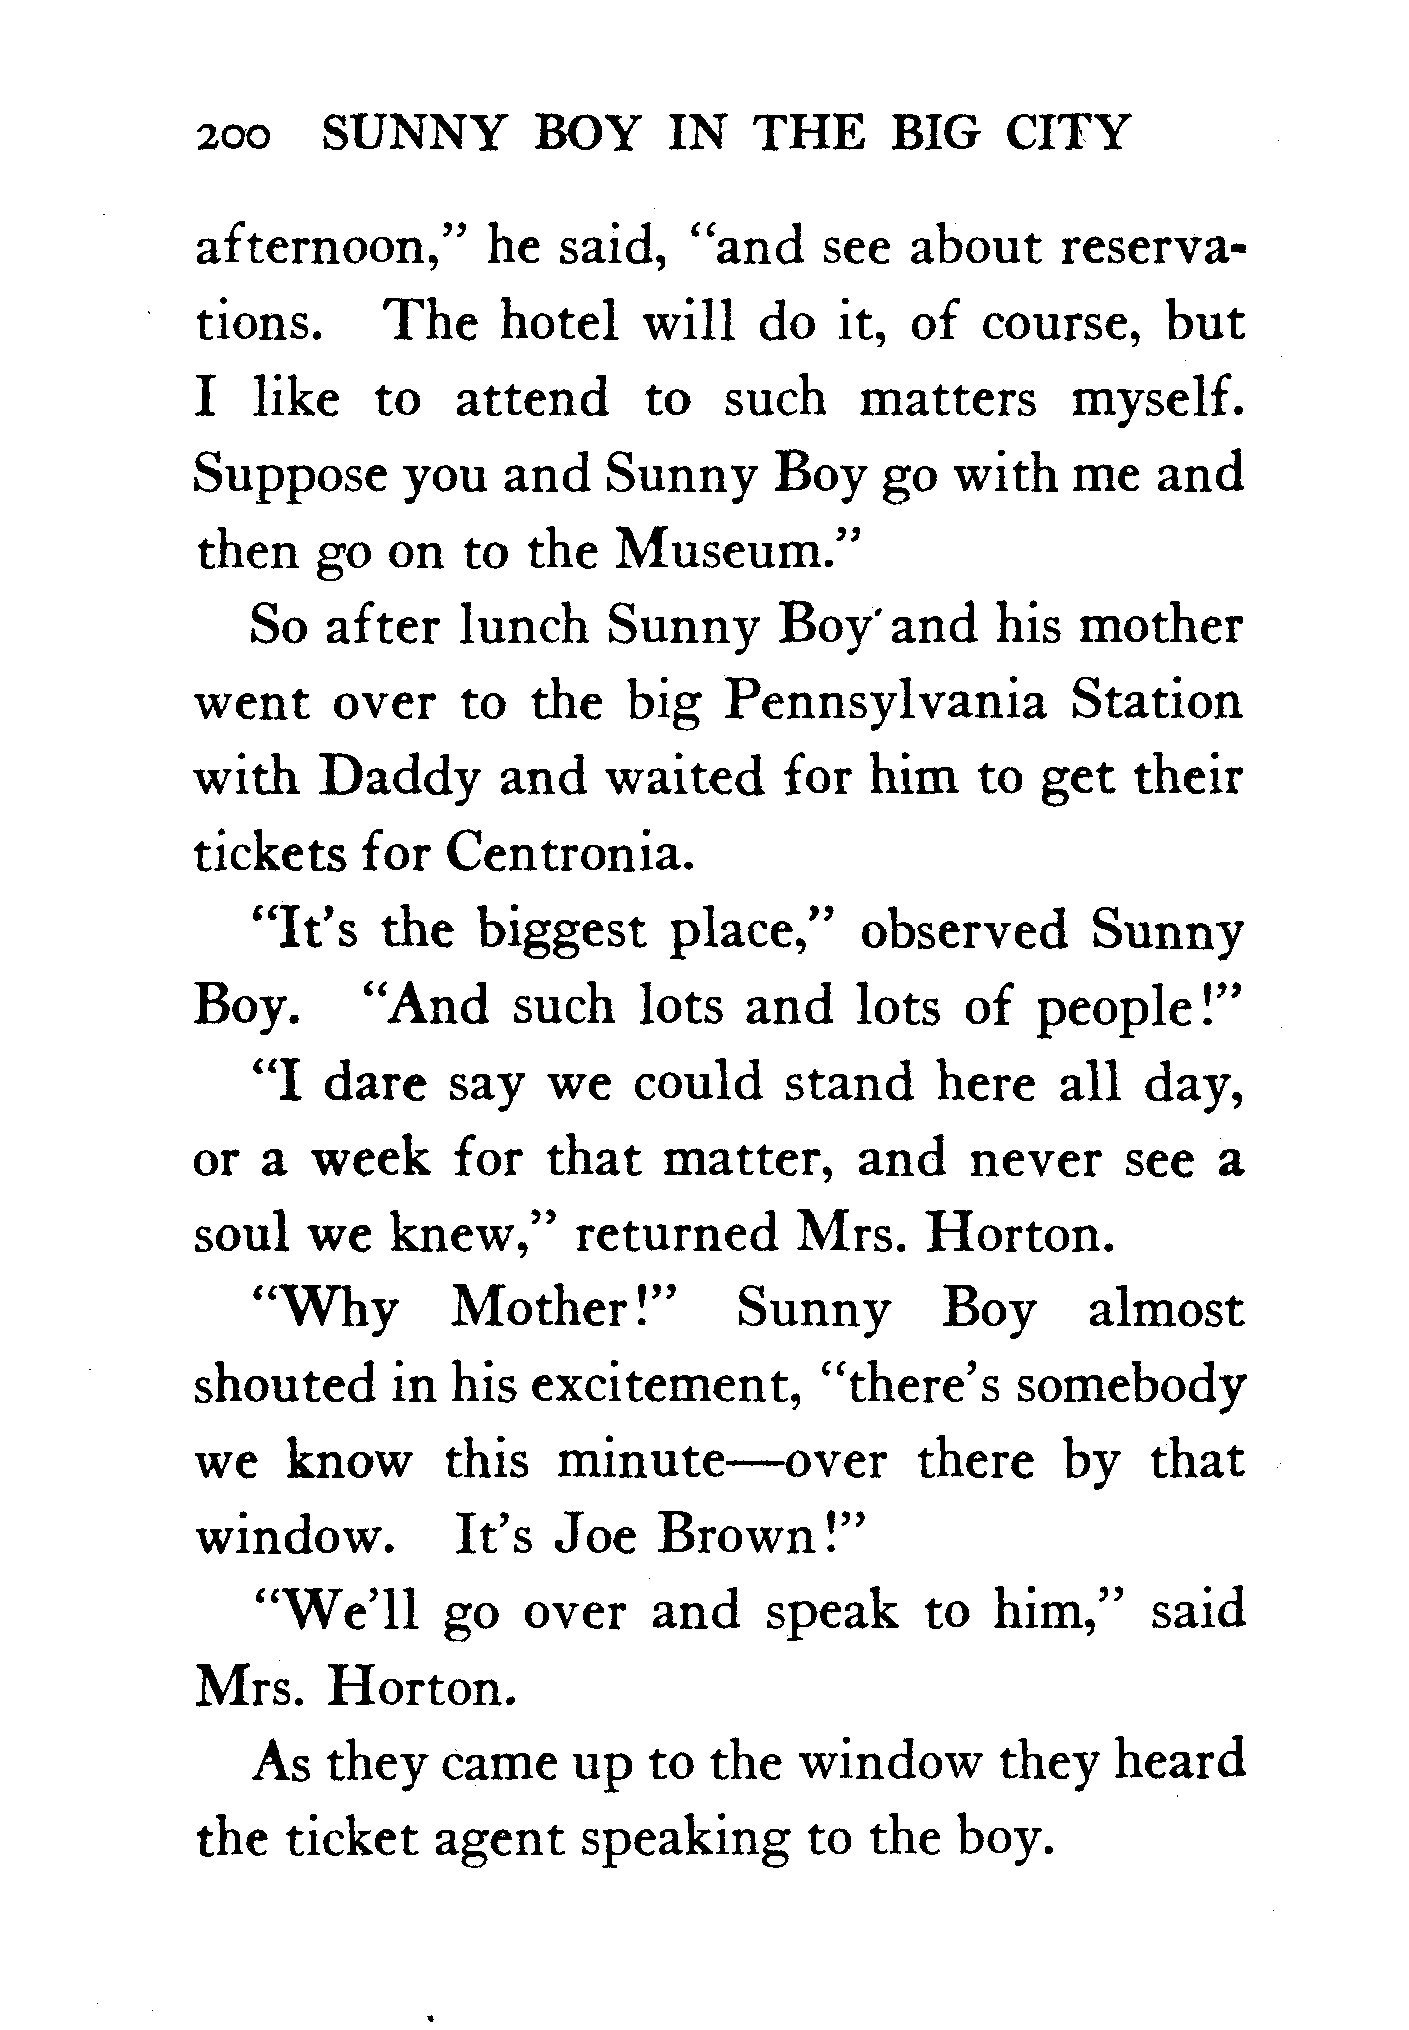 200 SUNNY BOY IN THE BIG CITY
afternoon,” he said, “and see about reserva-
tions. The hotel will do it, of course, but
I like to attend to such matters myself.
Suppose you and Sunny Boy go with me and
then go on to the Museum.”
So after lunch Sunny Boy and his mother
went over to the big Pennsylvania Station
with Daddy and waited for him to get their
tickets for Centronia.
“It’s the biggest place,” observed Sunny
Boy. “And such lots and lots of people!”
“I dare say we could stand here all day,
or a week for that matter, and never see a
soul we knew,” returned Mrs. Horton.
“Why Mother!” Sunny Boy almost
shouted in his excitement, “there’s somebody
we know this minute—over there by that
window. It’s Joe Brown!”
“We’ll go over and speak to him,” said
Mrs. Horton.
As they came up to the window they heard
the ticket agent speaking to the boy.